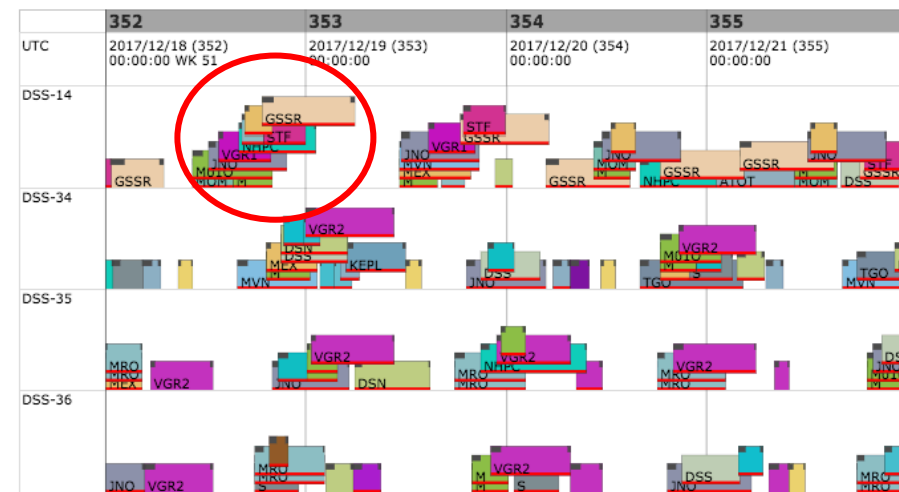 352 353 354 355
UTC 2017/12/18 (352) 2017/12/19 (353) 2017/12/20 (354) 2017/12/21 (355)
00:00:00 WK 51 00:00:00 00:00:00 00:00:00
DSS-14
GSSR
STF
NHPC
VGR1
JNO
M01O
MOM M
GSSR
STF
GSSR
VGR1
JNO
MVN
MEX
M
JNO
MOM
M
GSSR
JNO
GSSR
GSSR
NHPC
ATOT
M
MOM
STF
GSSR
DSS
DSS-34
VGR2
DSN
DSS
MEX
M
MVN
KEPL
DSS
JNO
VGR2
M01O
M
S
TGO
TGO
MVN
DSS-35
MRO
MRO
MEX
VGR2
VGR2
JNO
DSN
VGR2
NHPC
MRO
MRO
VGR2
MRO
MRO
M
DSS-36
JNO
VGR2
MRO
S
VGR2
M
M
S
DSS
JNO
MRO
MRO